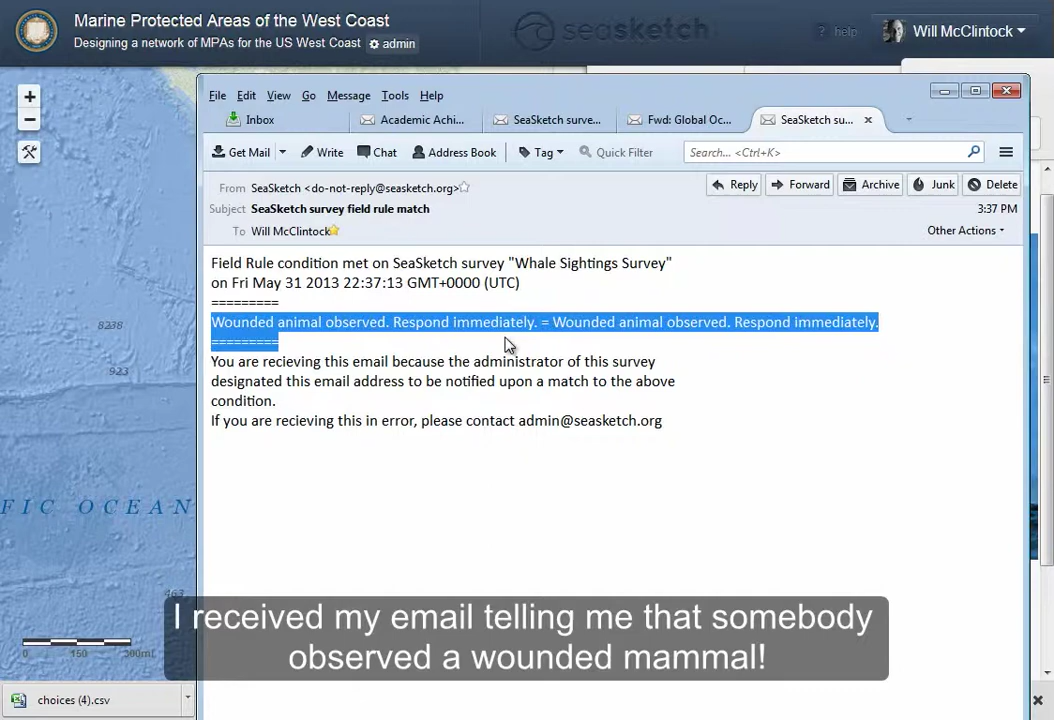 Marine Protected Areas of the West Coast
Designing a network of MPAs for the US West Coast admin
seasketch
? help
Will McClintock
+
−
File Edit View Go Message Tools Help
Inbox Academic Achi... SeaSketch surve... Fwd: Global Oc... SeaSketch su...
Get Mail Write Chat Address Book Tag Quick Filter Search... <Ctrl+K>
From SeaSketch <do-not-reply@seasketch.org> Reply Forward Archive Junk Delete
Subject SeaSketch survey field rule match 3:37 PM
To Will McClintock Other Actions
Field Rule condition met on SeaSketch survey "Whale Sightings Survey"
on Fri May 31 2013 22:37:13 GMT+0000 (UTC)
=========
Wounded animal observed. Respond immediately. = Wounded animal observed. Respond immediately.
=========
You are recieving this email because the administrator of this survey
designated this email address to be notified upon a match to the above
condition.
If you are recieving this in error, please contact admin@seasketch.org
8238
923
FIC OCEAN
463
I received my email telling me that somebody
observed a wounded mammal!
0 150 300mi
choices (4).csv